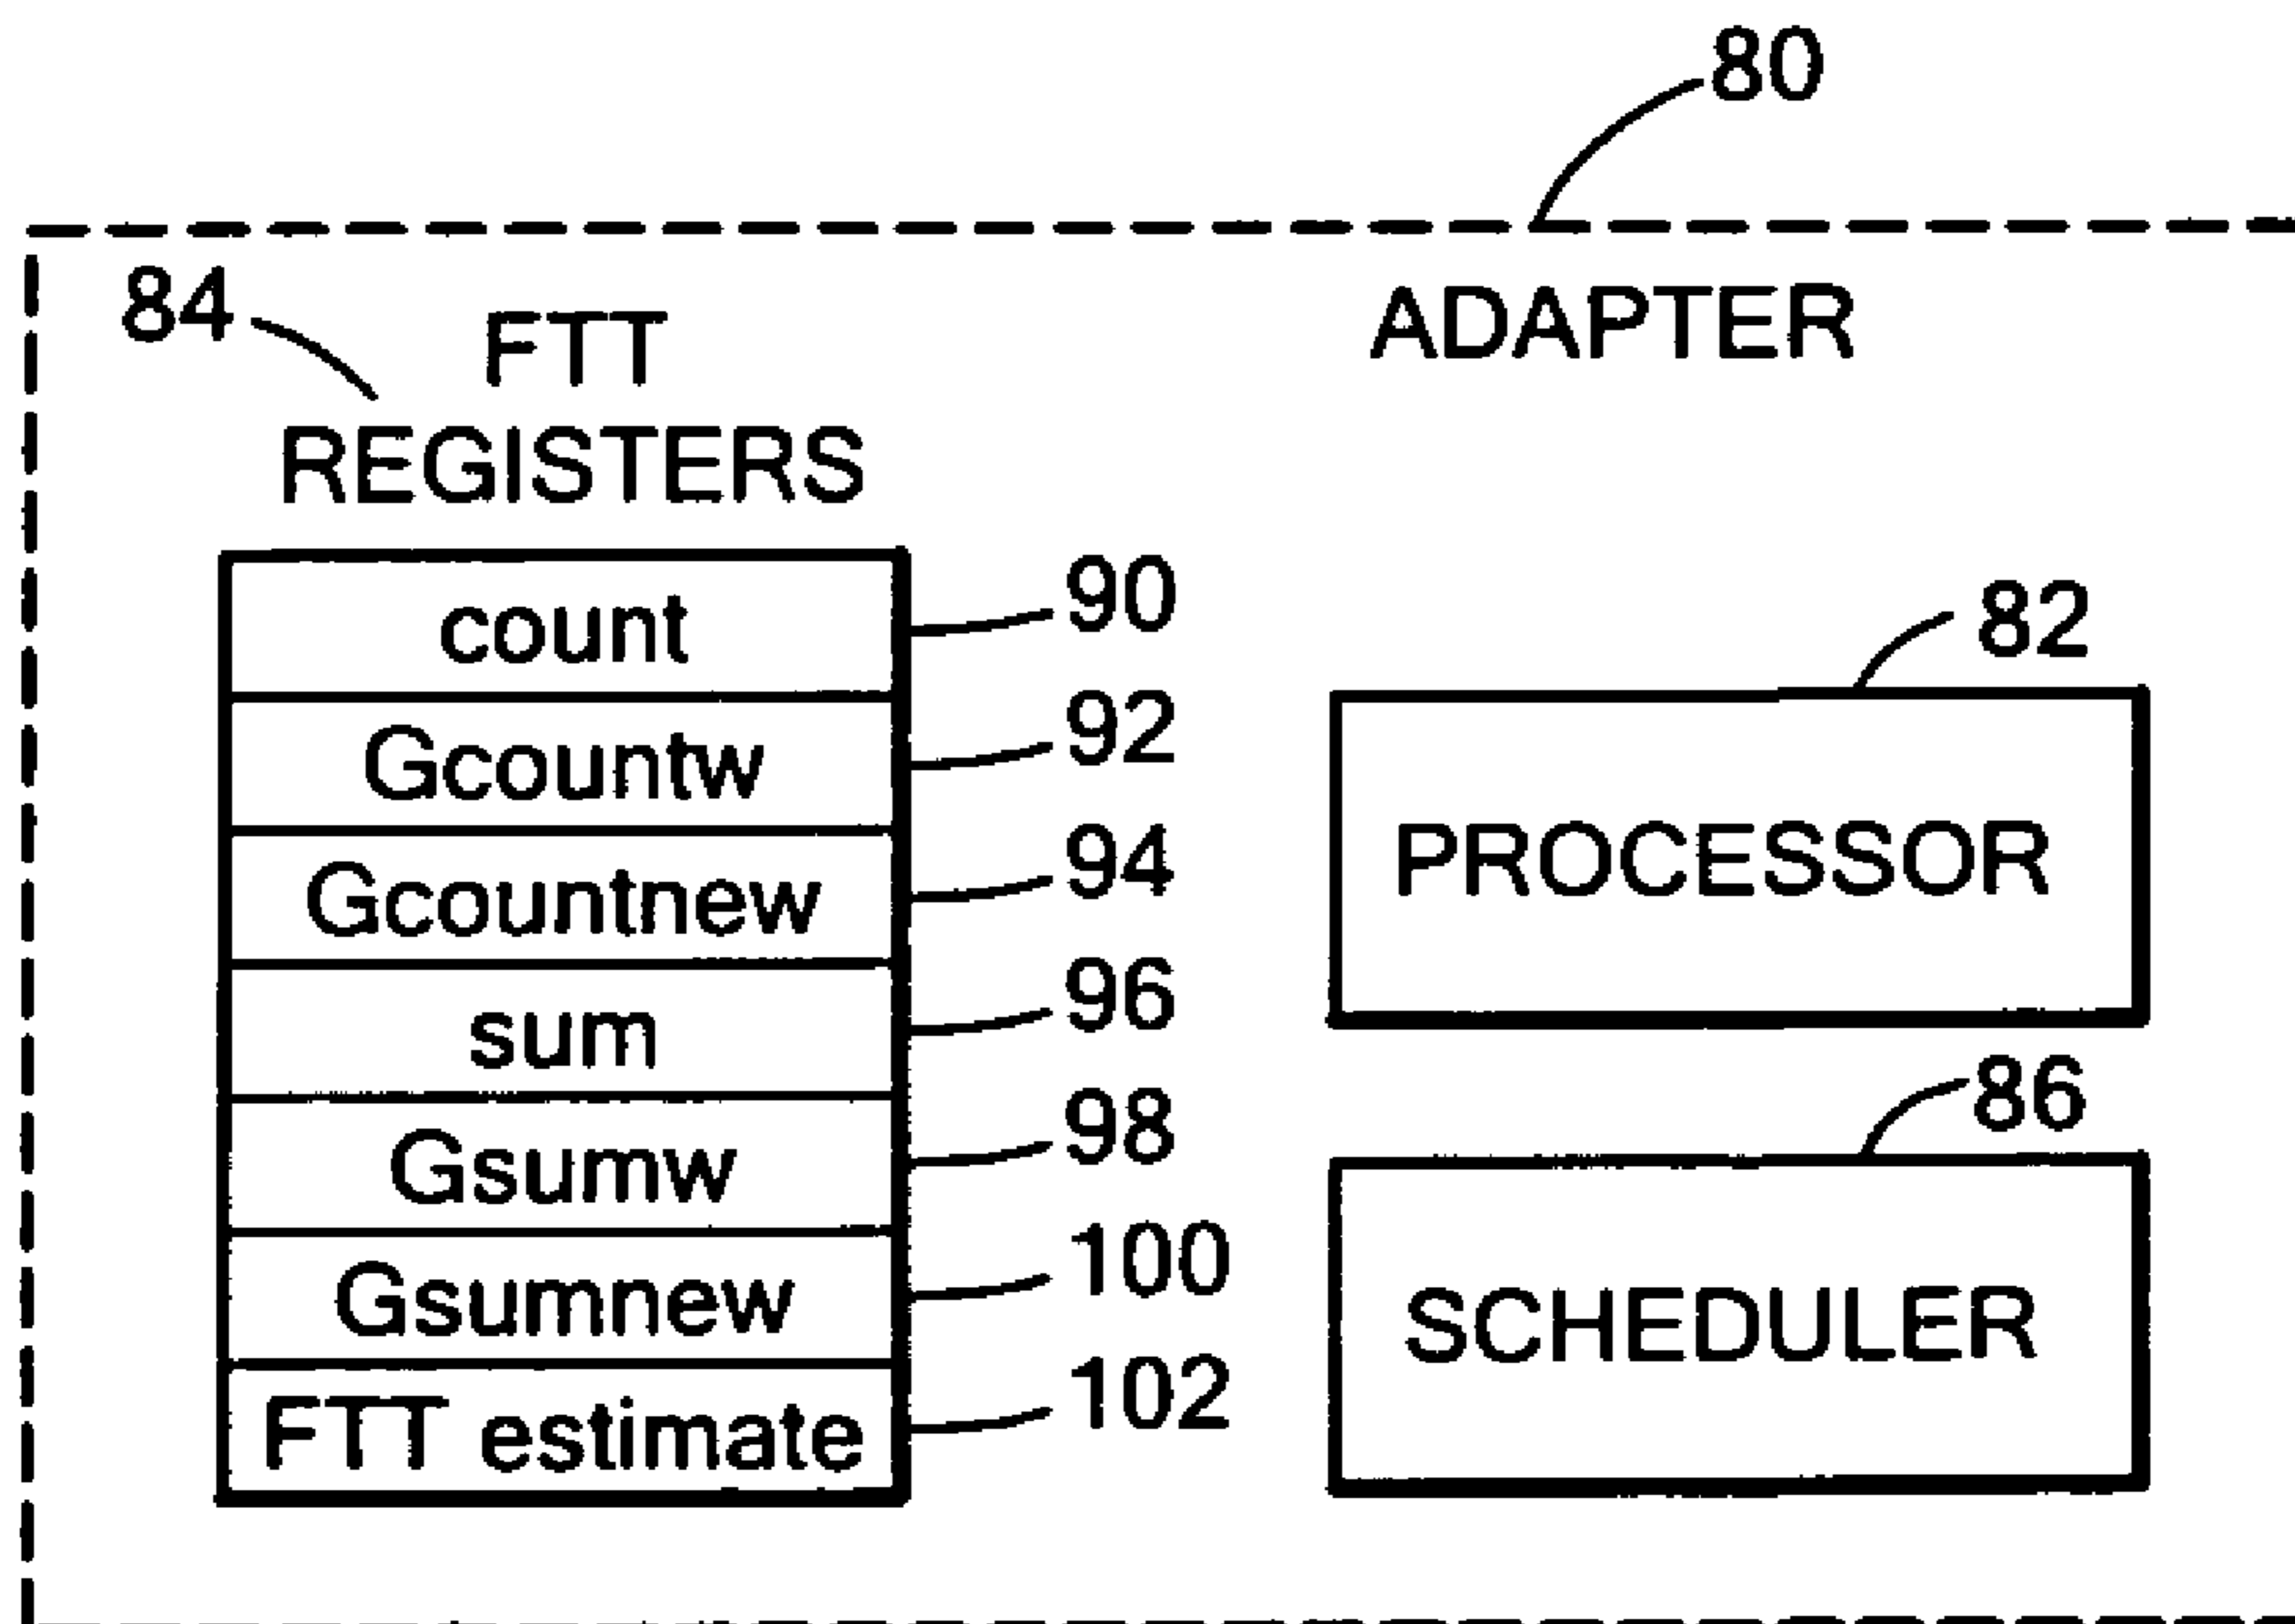 80
84
FTT
REGISTERS
ADAPTER
count
90
Gcountw
92
Gcountnew
94
sum
96
Gsumw
98
Gsumnew
100
FTT estimate
102
82
PROCESSOR
86
SCHEDULER